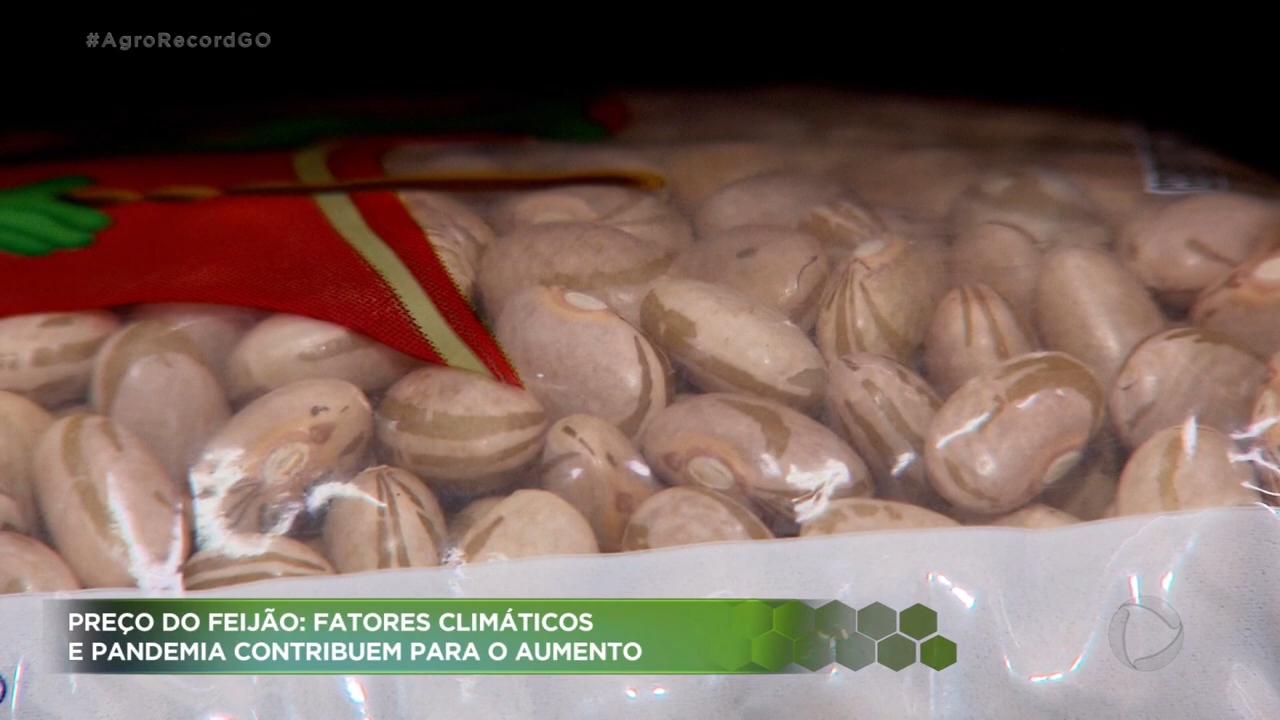 #AgroRecordGO
PREÇO DO FEIJÃO: FATORES CLIMÁTICOS
E PANDEMIA CONTRIBUEM PARA O AUMENTO